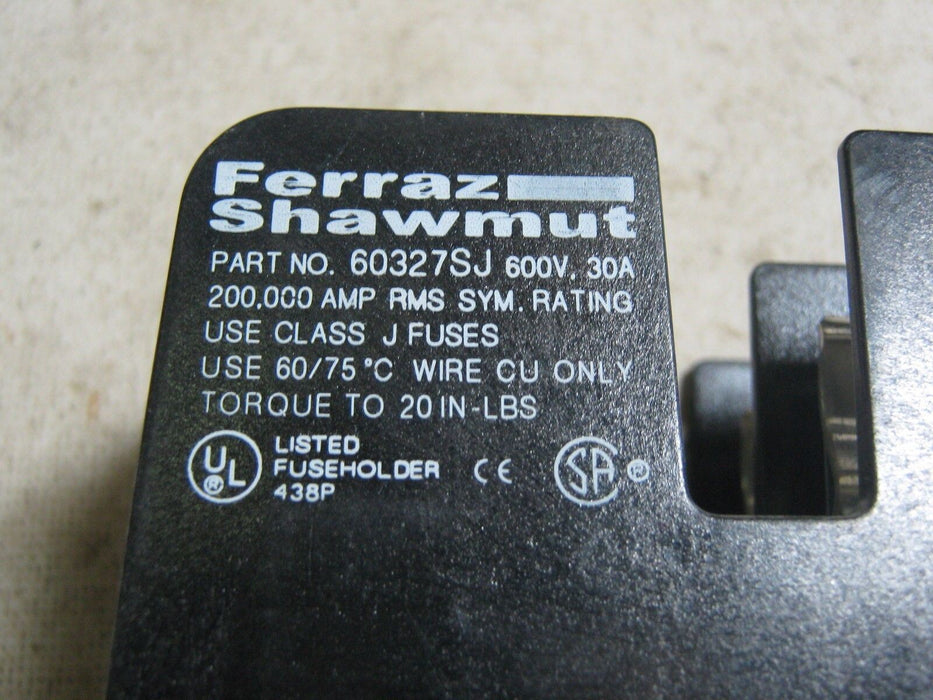 Ferraz
Shawmut
PART NO. 60327SJ 600V. 30A
200,000 AMP RMS SYM. RATING
USE CLASS J FUSES
USE 60/75°C WIRE CU ONLY
TORQUE TO 20 IN-LBS
UL® LISTED
FUSEHOLDER CE SA®
438P